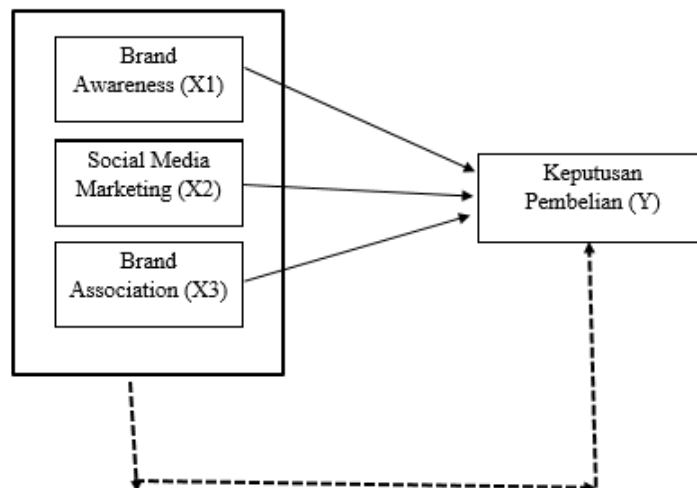 Brand
Awareness (X1)
Social Media
Marketing (X2)
Brand
Association (X3)
Keputusan
Pembelian (Y)